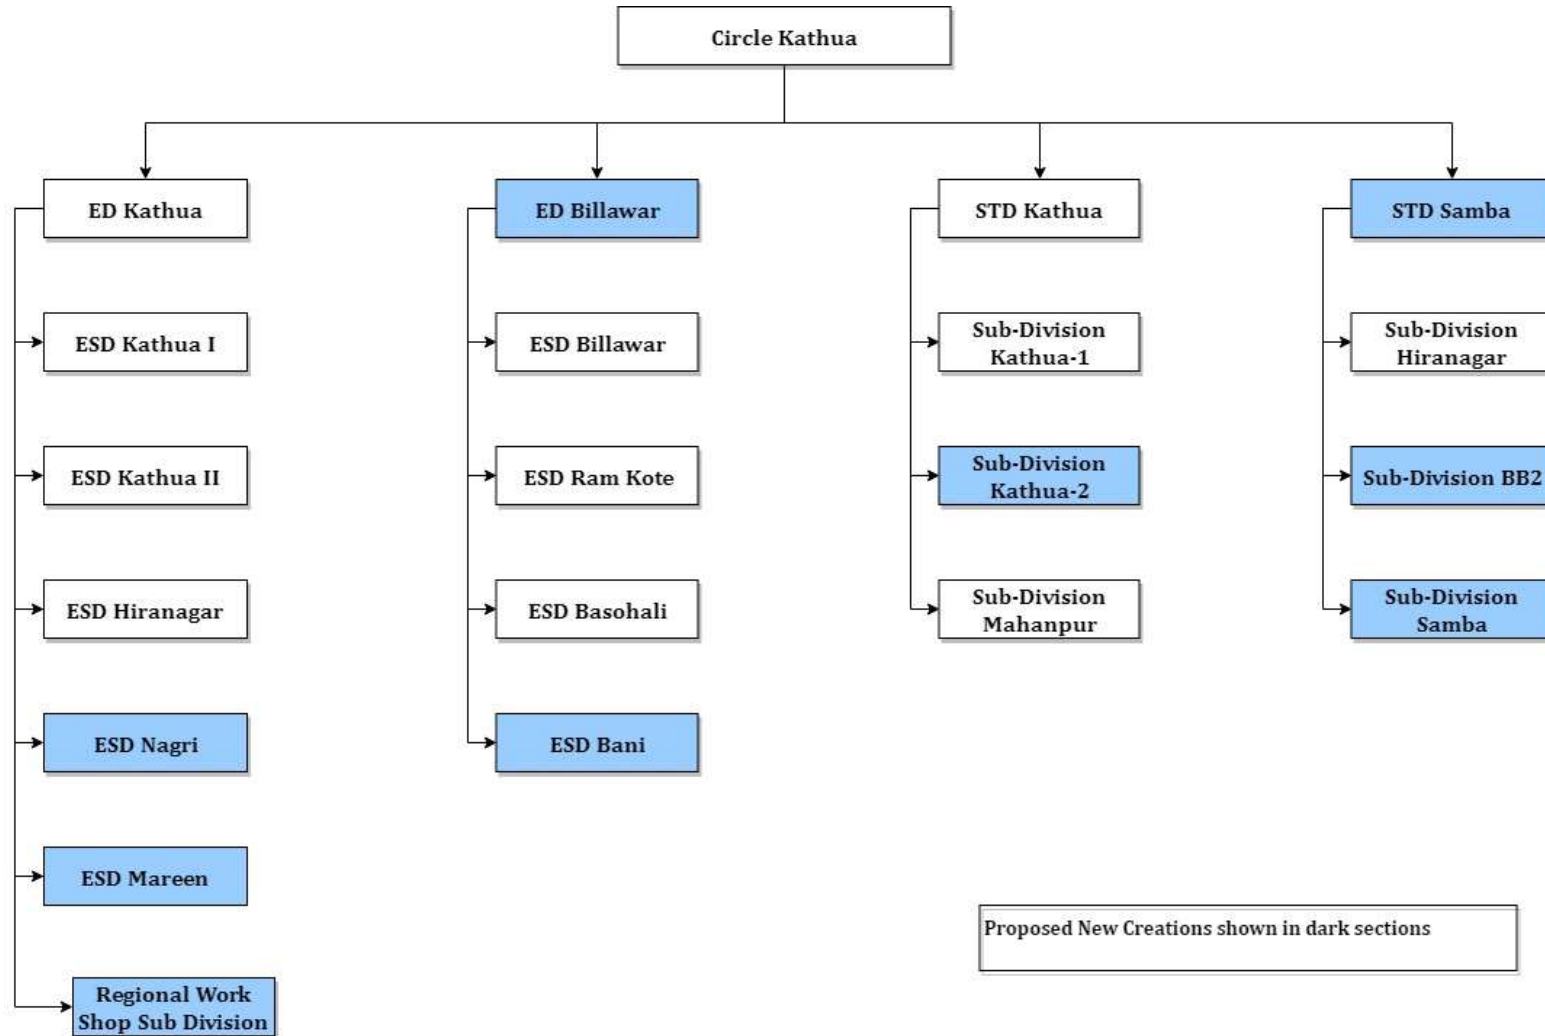 Circle Kathua
ED Kathua
ED Billawar
STD Kathua
STD Samba
ESD Kathua I
ESD Billawar
Sub-Division
Kathua-1
Sub-Division
Hiranagar
ESD Kathua II
ESD Ram Kote
Sub-Division
Kathua-2
Sub-Division BB2
ESD Hiranagar
ESD Basohali
Sub-Division
Mahanpur
Sub-Division
Samba
ESD Nagri
ESD Bani
ESD Mareen
Proposed New Creations shown in dark sections
Regional Work
Shop Sub Division